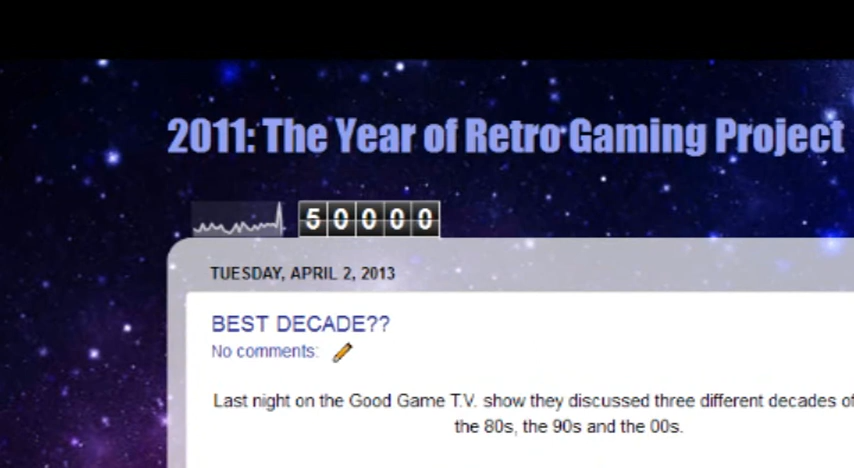 2011: The Year of Retro Gaming Project
50000
TUESDAY, APRIL 2, 2013
BEST DECADE??
No comments:
Last night on the Good Game T.V. show they discussed three different decades of
the 80s, the 90s and the 00s.